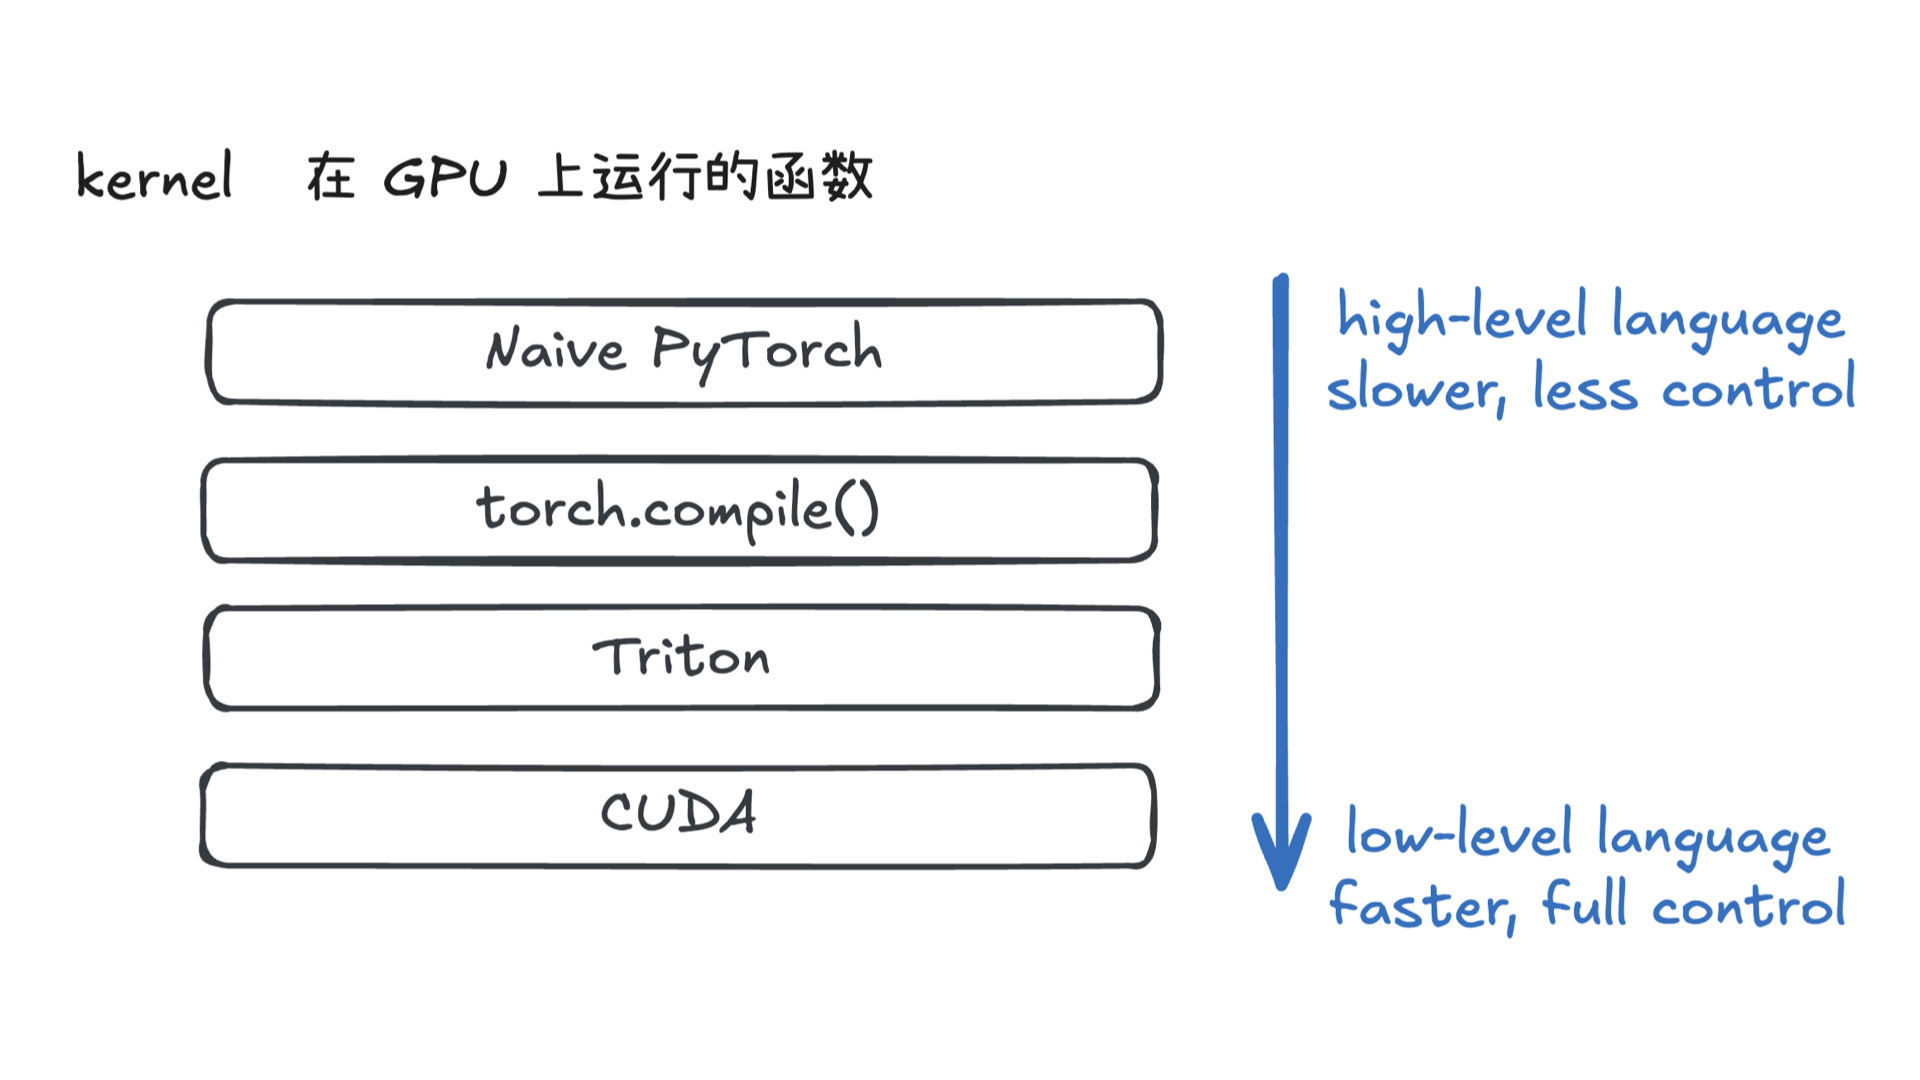 kernel 在 GPU 上运行的函数
Naive PyTorch
torch.compile()
Triton
CUDA
high-level language
slower, less control
low-level language
faster, full control